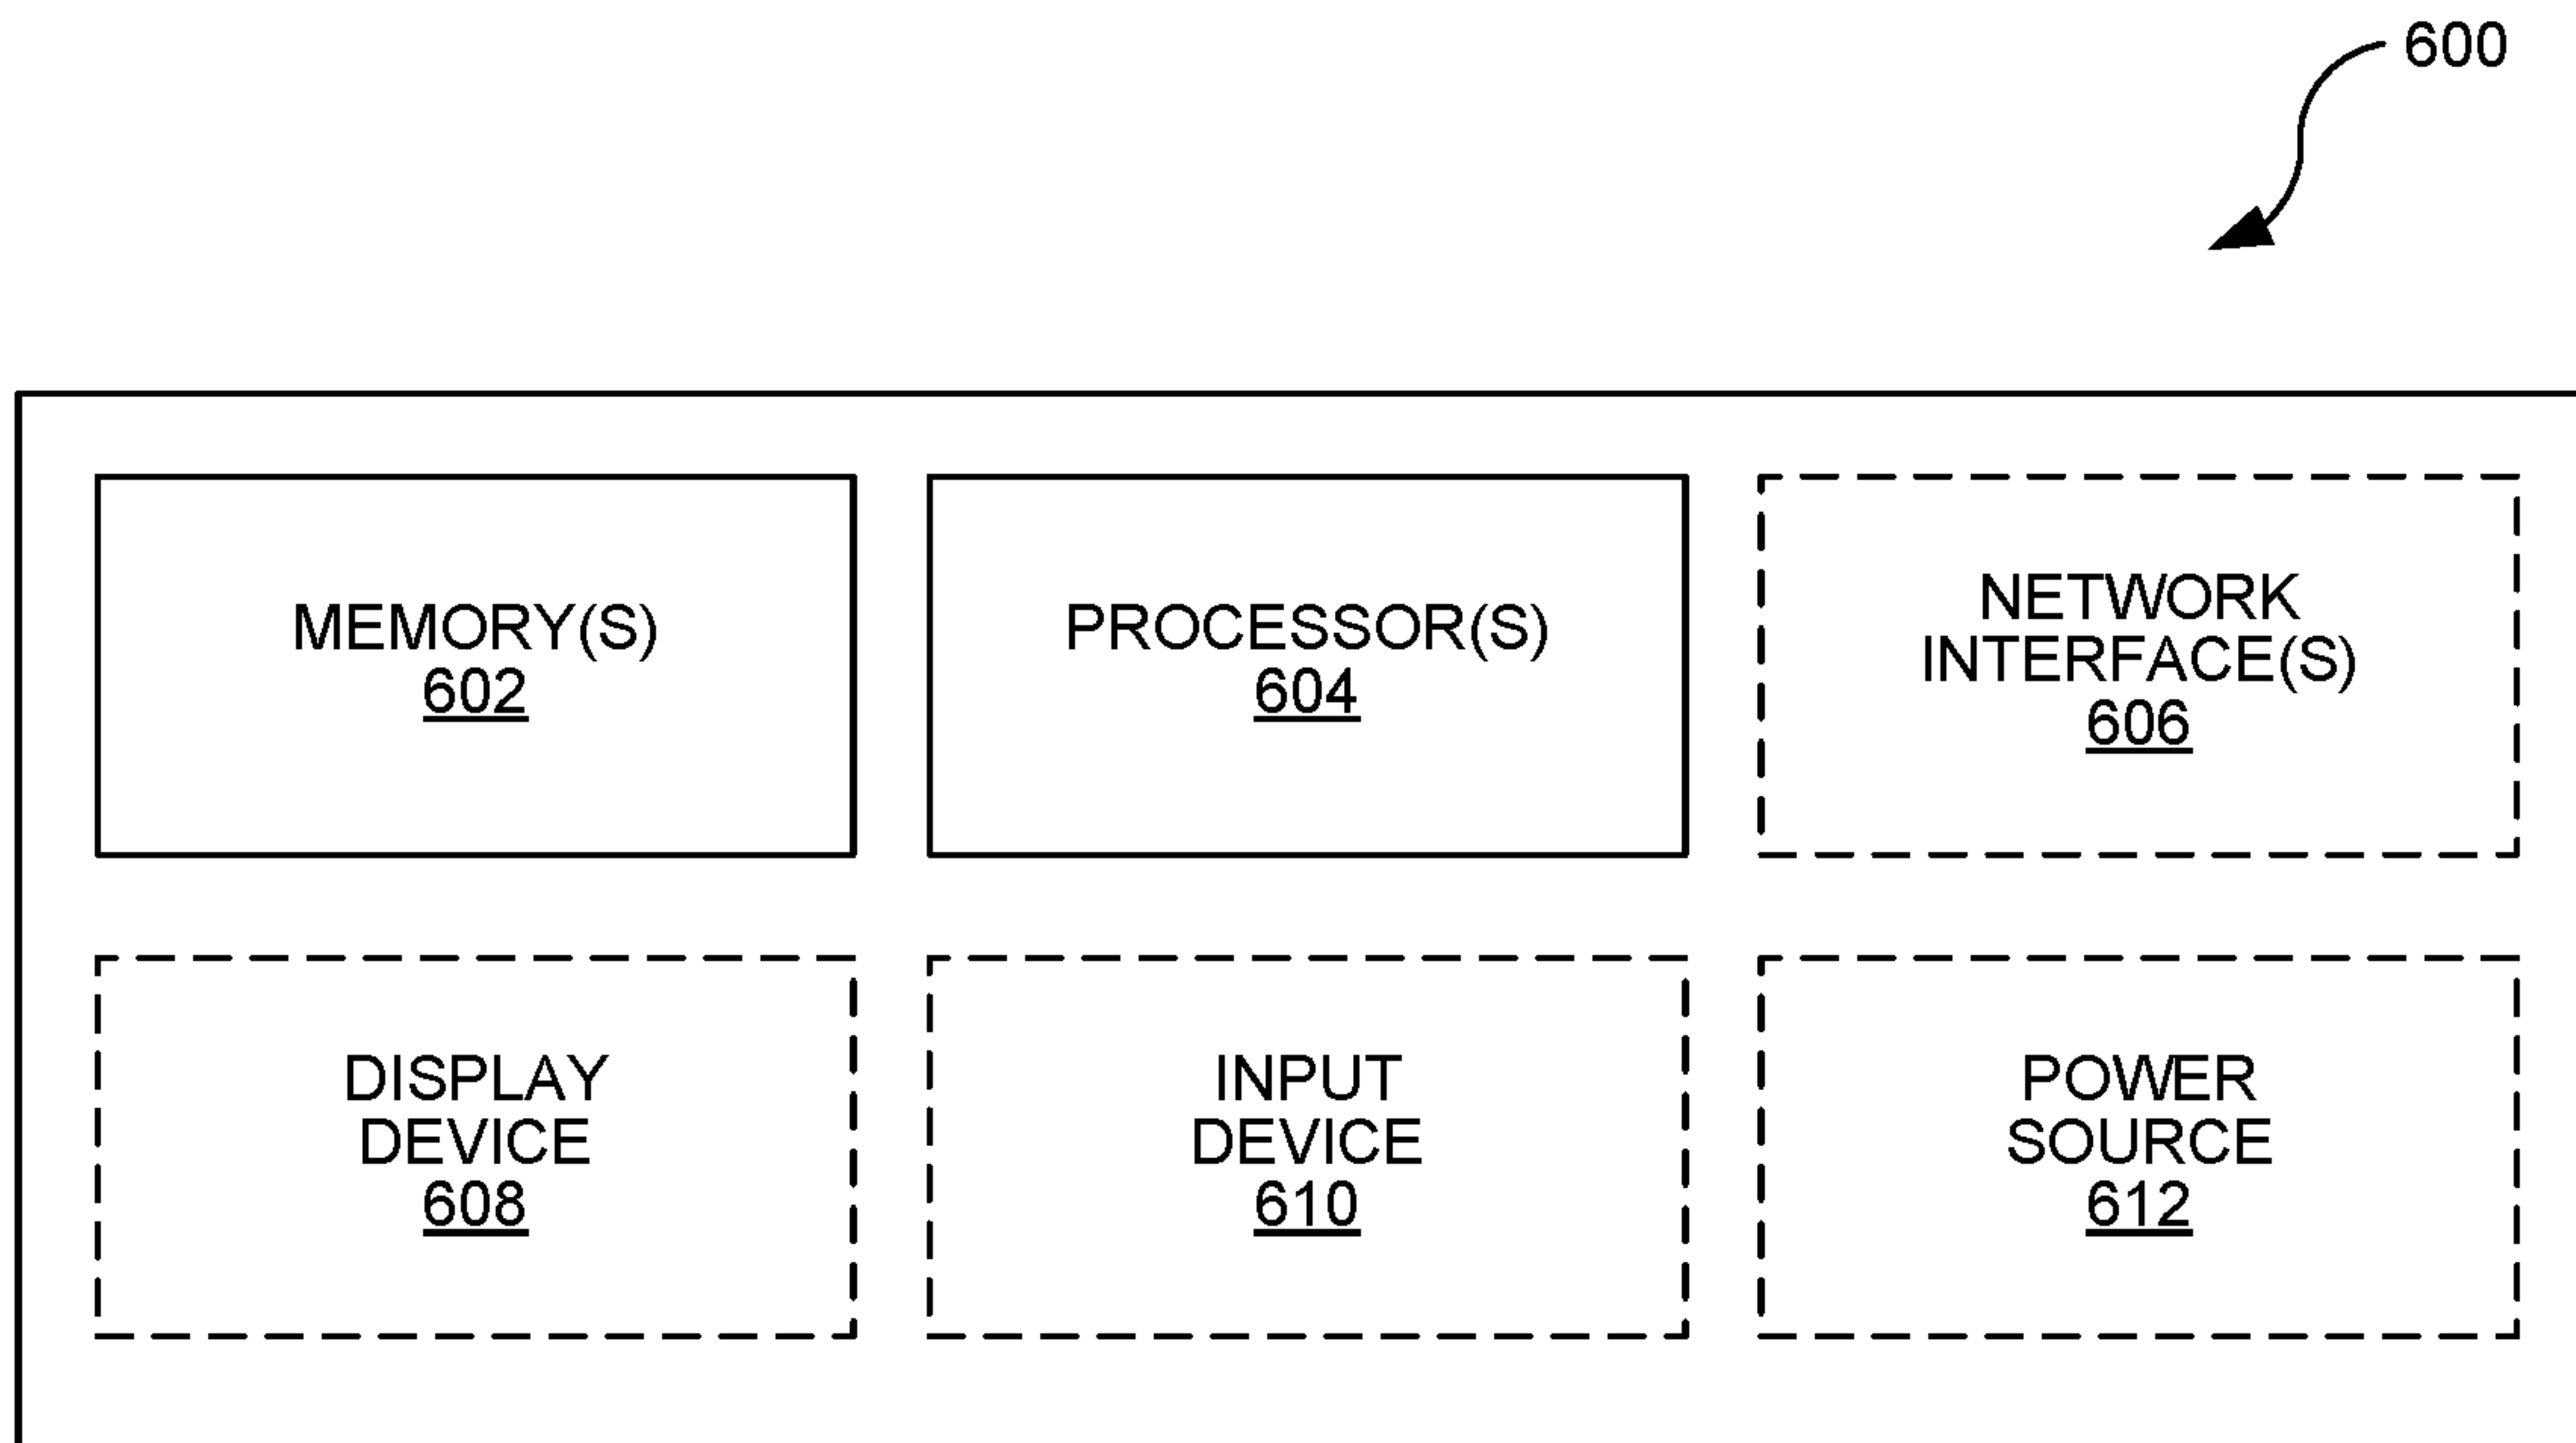 600
MEMORY(S)
602
PROCESSOR(S)
604
NETWORK
INTERFACE(S)
606
DISPLAY
DEVICE
608
INPUT
DEVICE
610
POWER
SOURCE
612